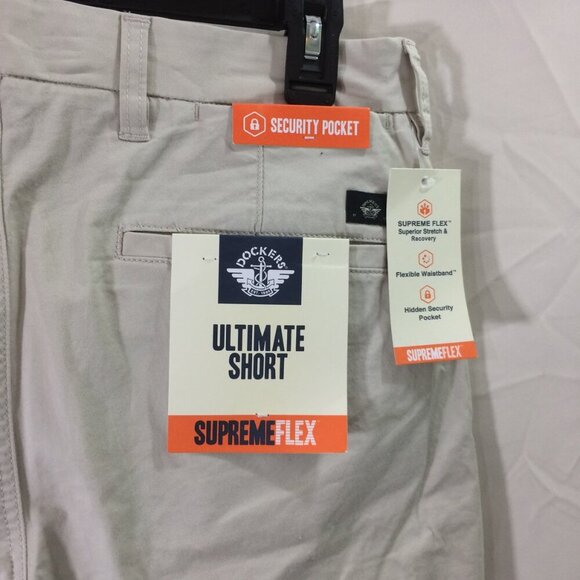 SECURITY POCKET
DOCKERS
ULTIMATE
SHORT
SUPREMEFLEX
SUPREME FLEX™
Superior Stretch &
Recovery
Flexible Waistband™
Hidden Security
Pocket
SUPREMEFLEX